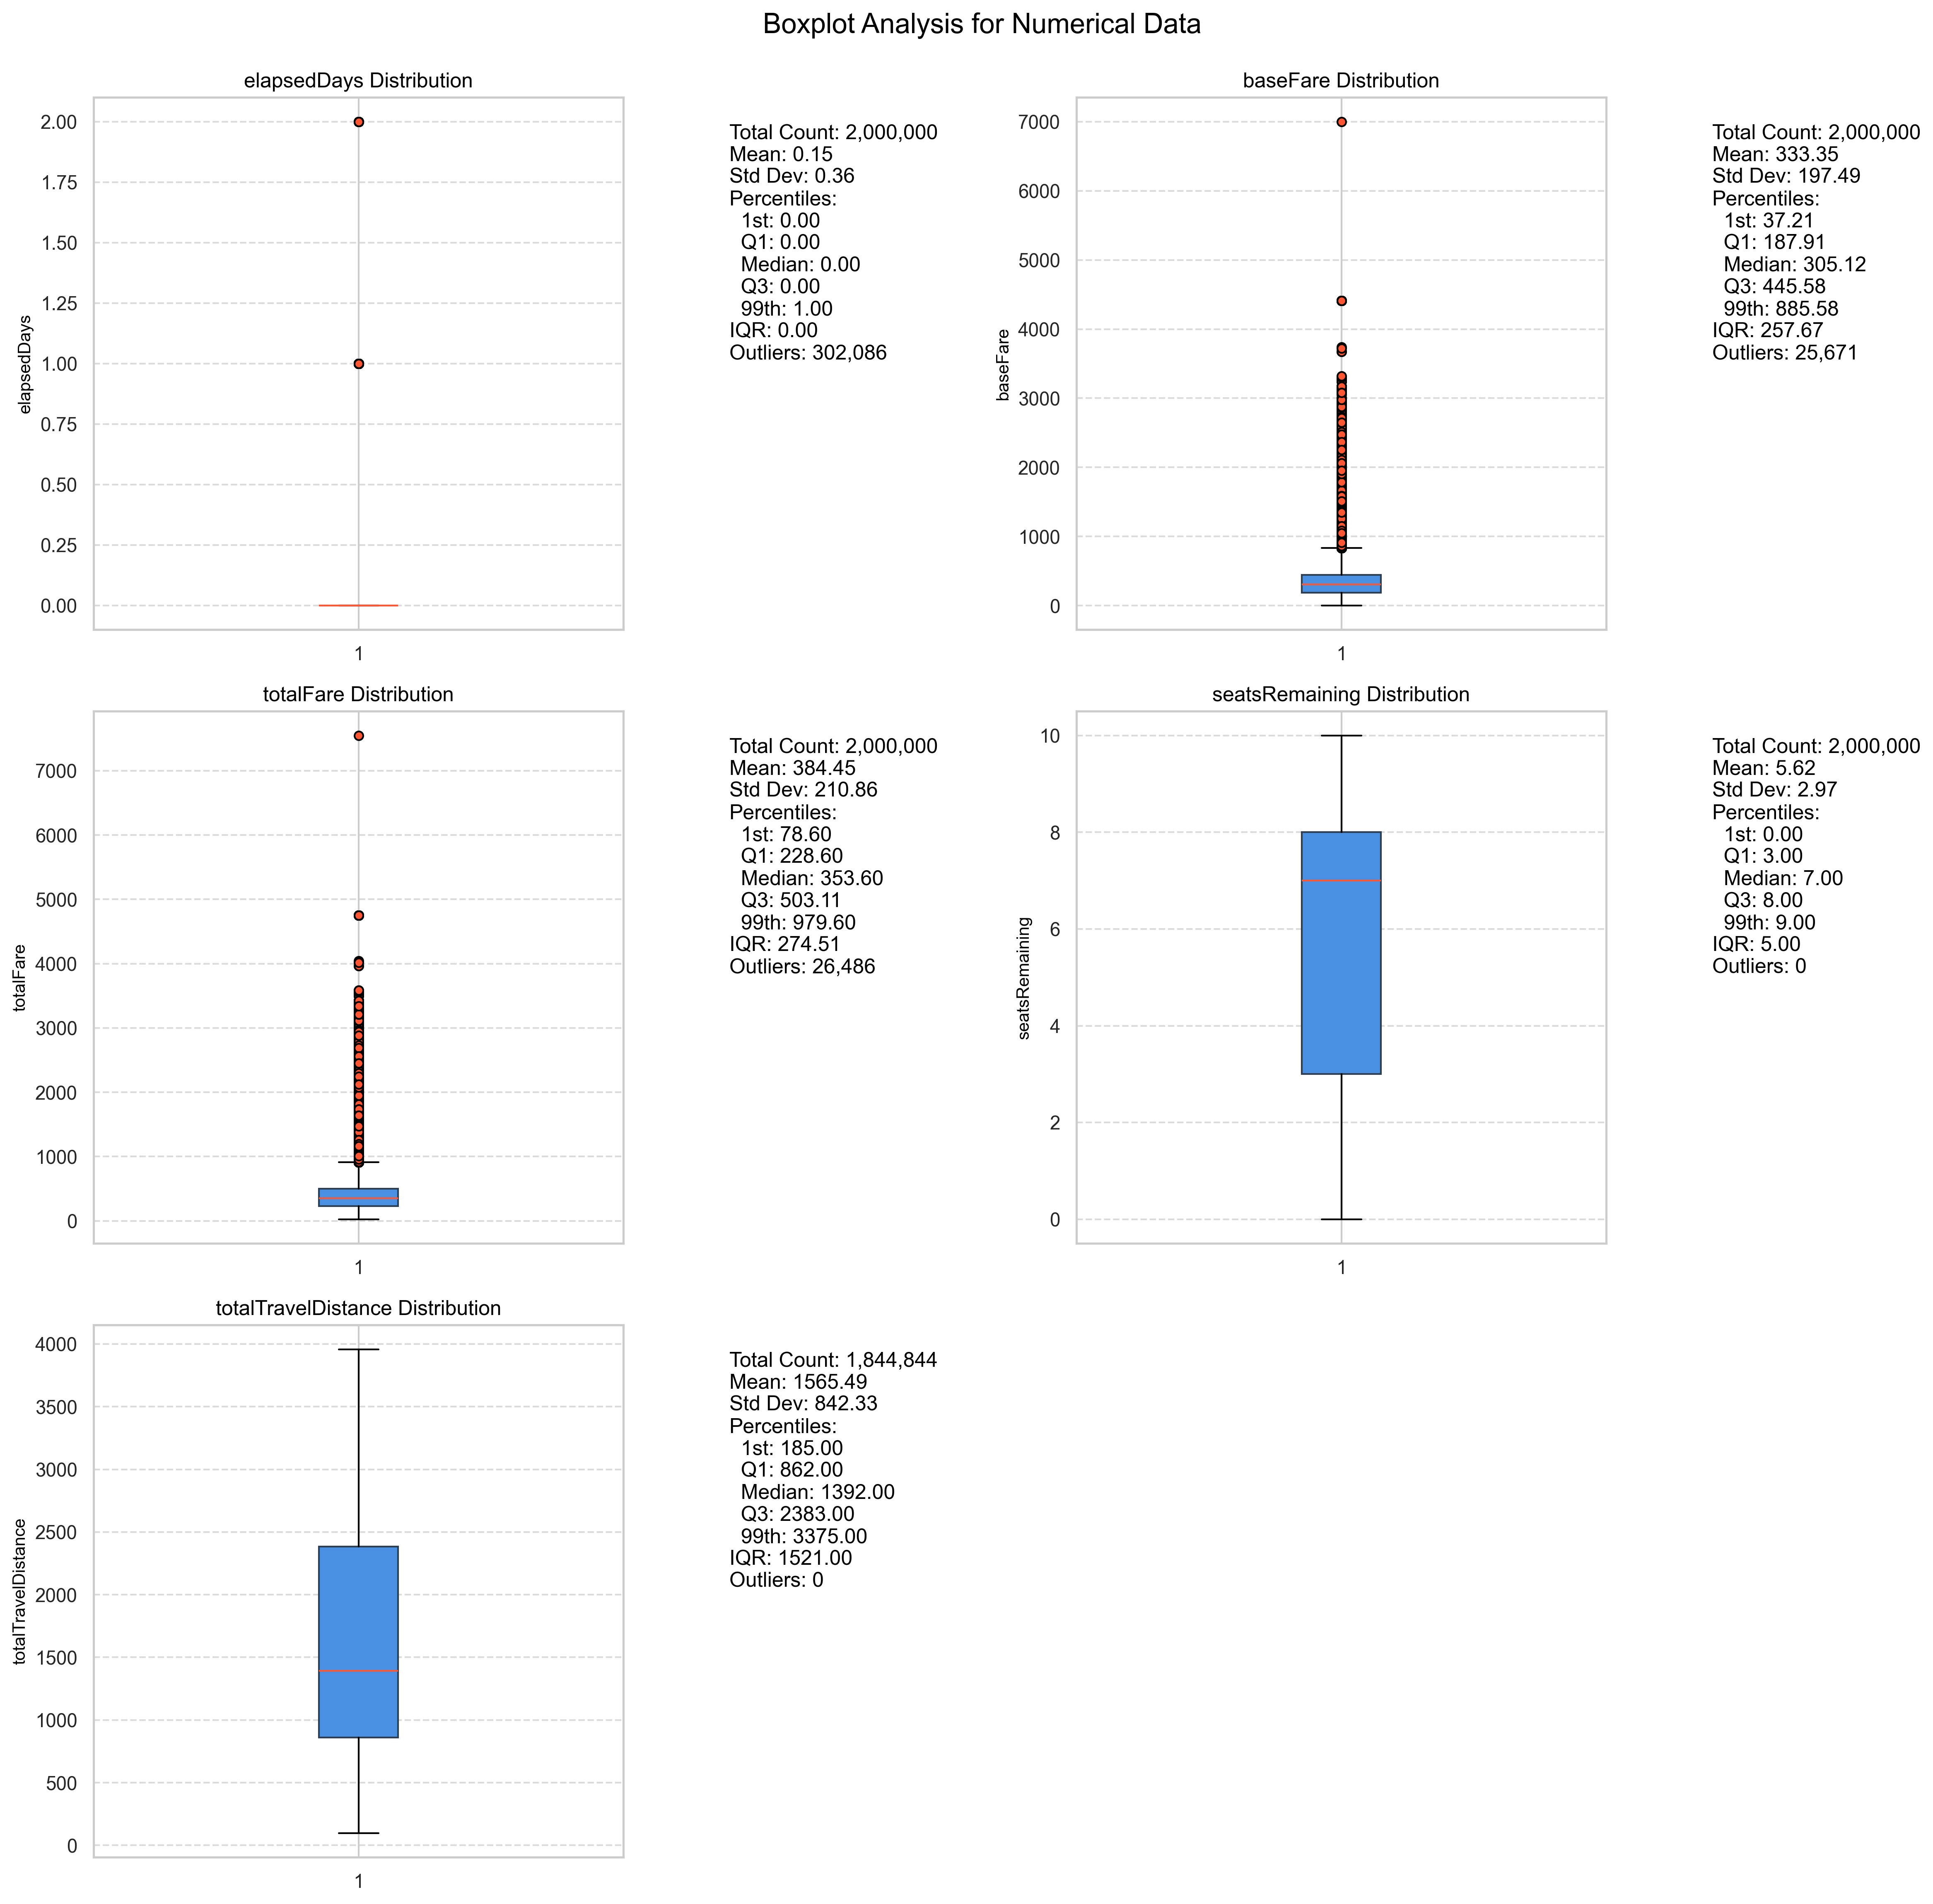 Boxplot Analysis for Numerical Data
elapsedDays Distribution
2.00
1.75
1.50
1.25
1.00
0.75
0.50
0.25
0.00
elapsedDays
1
Total Count: 2,000,000
Mean: 0.15
Std Dev: 0.36
Percentiles:
1st: 0.00
Q1: 0.00
Median: 0.00
Q3: 0.00
99th: 1.00
IQR: 0.00
Outliers: 302,086
baseFare Distribution
7000
6000
5000
4000
3000
2000
1000
0
baseFare
1
Total Count: 2,000,000
Mean: 333.35
Std Dev: 197.49
Percentiles:
1st: 37.21
Q1: 187.91
Median: 305.12
Q3: 445.58
99th: 885.58
IQR: 257.67
Outliers: 25,671
totalFare Distribution
7000
6000
5000
4000
3000
2000
1000
0
totalFare
1
Total Count: 2,000,000
Mean: 384.45
Std Dev: 210.86
Percentiles:
1st: 78.60
Q1: 228.60
Median: 353.60
Q3: 503.11
99th: 979.60
IQR: 274.51
Outliers: 26,486
seatsRemaining Distribution
10
8
6
4
2
0
seatsRemaining
1
Total Count: 2,000,000
Mean: 5.62
Std Dev: 2.97
Percentiles:
1st: 0.00
Q1: 3.00
Median: 7.00
Q3: 8.00
99th: 9.00
IQR: 5.00
Outliers: 0
totalTravelDistance Distribution
4000
3500
3000
2500
2000
1500
1000
500
0
totalTravelDistance
1
Total Count: 1,844,844
Mean: 1565.49
Std Dev: 842.33
Percentiles:
1st: 185.00
Q1: 862.00
Median: 1392.00
Q3: 2383.00
99th: 3375.00
IQR: 1521.00
Outliers: 0